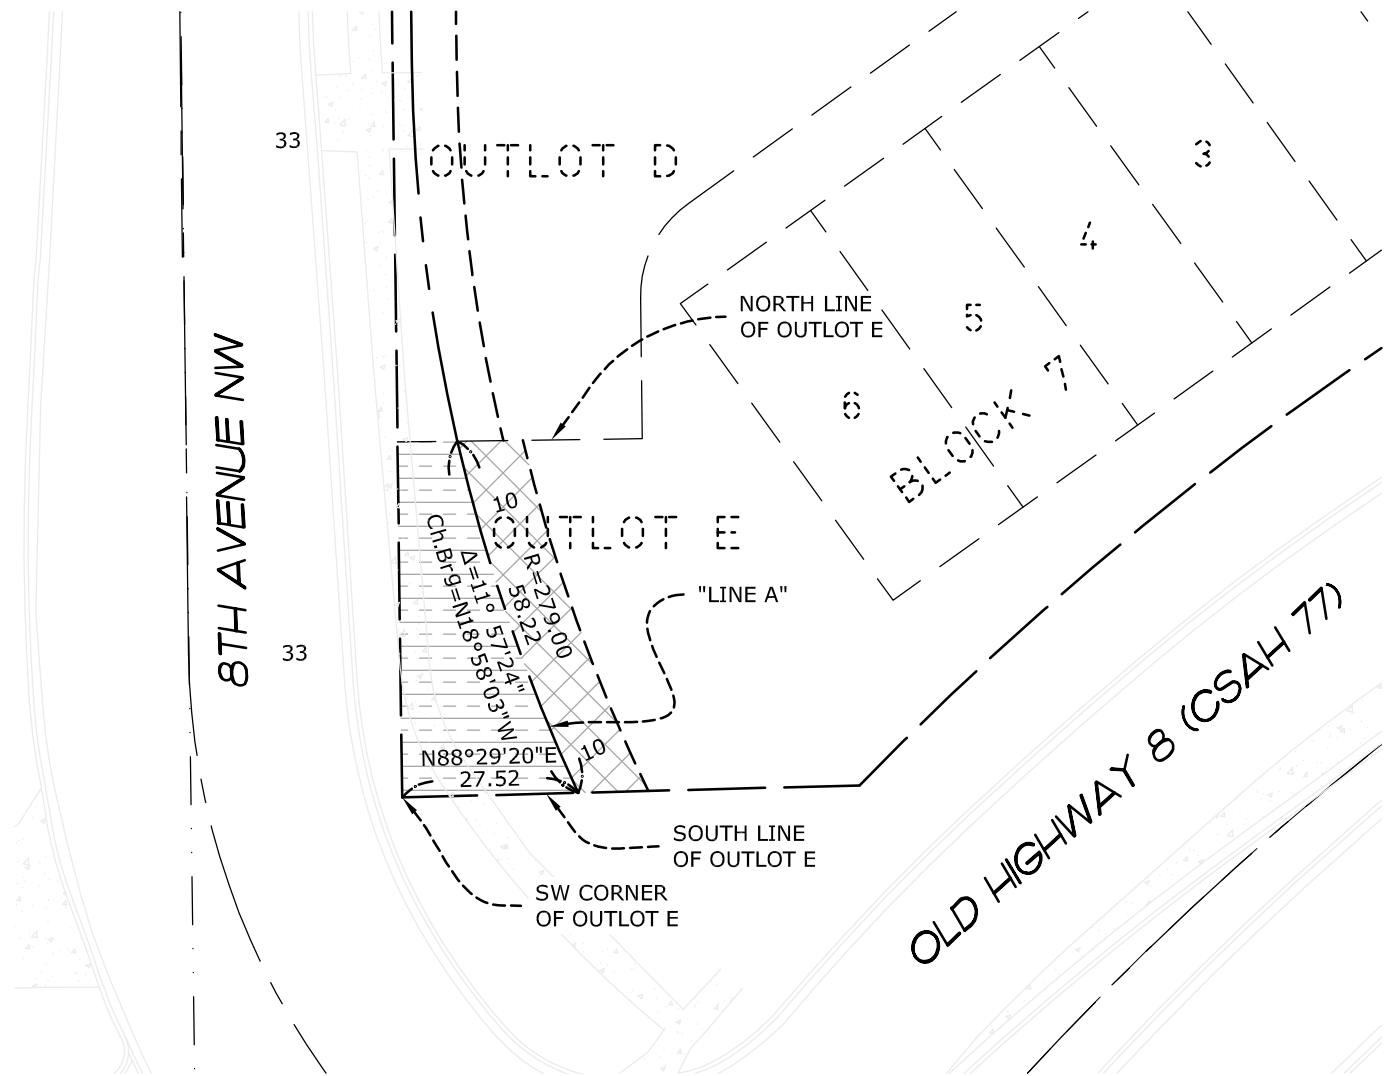 33
OUTLOT D
3
4
5
6
BLOCK 7
NORTH LINE
OF OUTLOT E
8TH AVENUE NW
10
OUTLOT E
R=279.00
58.22
Δ=11° 57'24"
Ch.Brg=N18°58'03"W
"LINE A"
33
10
N88°29'20"E
27.52
SOUTH LINE
OF OUTLOT E
SW CORNER
OF OUTLOT E
OLD HIGHWAY 8 (CSAH 77)